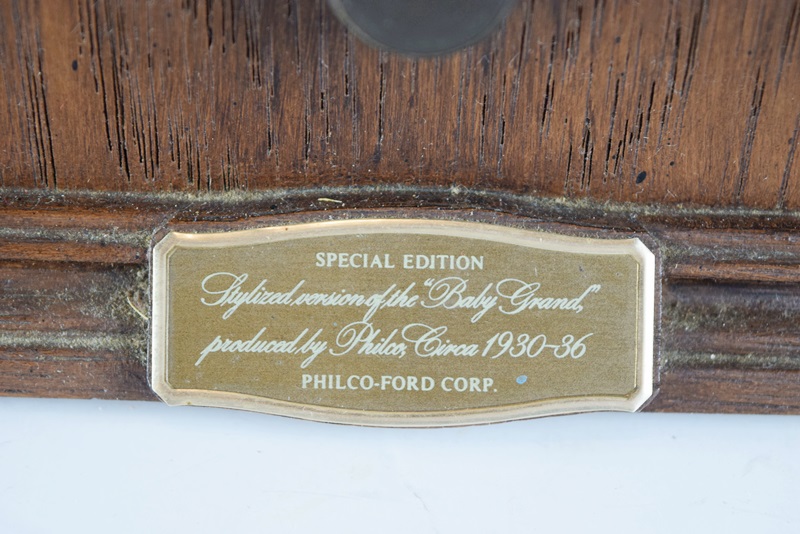 SPECIAL EDITION
Stylized version of the "Baby Grand,"
produced by Philco, Circa 1930-36
PHILCO-FORD CORP.